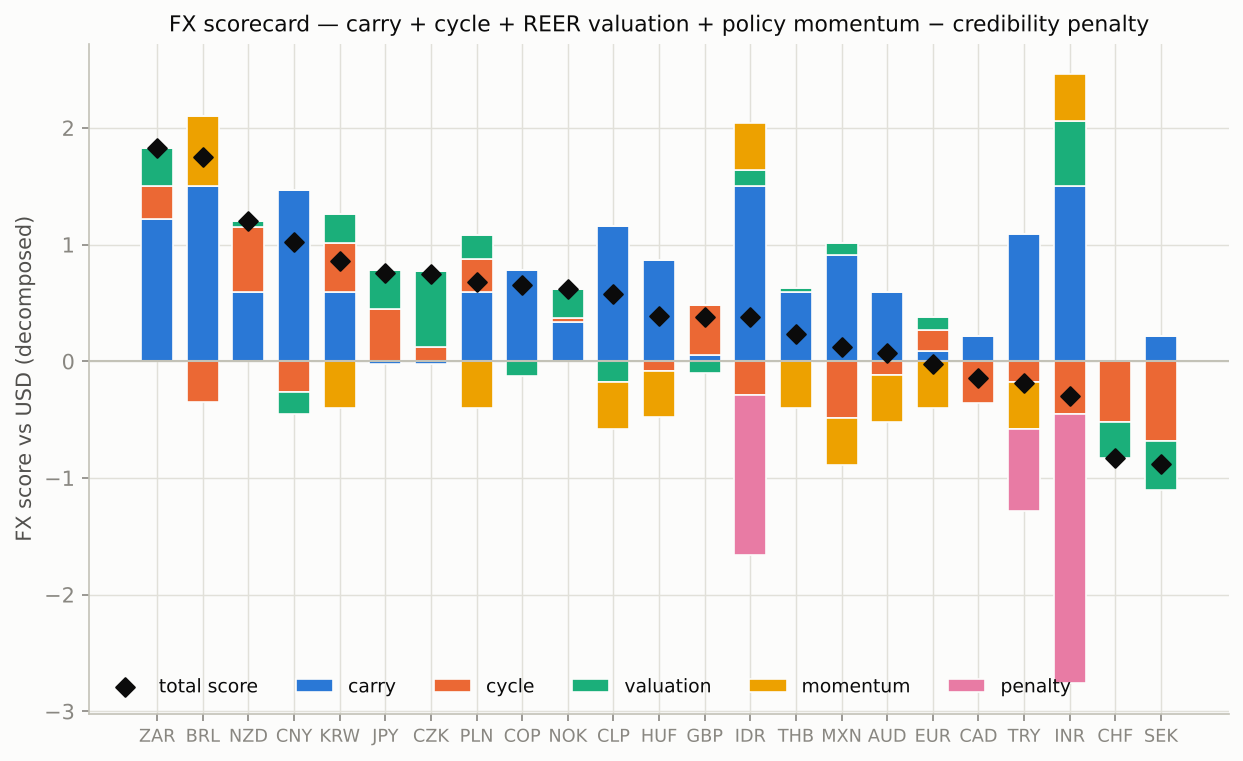 FX scorecard — carry + cycle + REER valuation + policy momentum − credibility penalty
FX score vs USD (decomposed)
2
1
0
−1
−2
−3
total score carry cycle valuation momentum penalty
ZAR BRL NZD CNY KRW JPY CZK PLN COP NOK CLP HUF GBP IDR THB MXN AUD EUR CAD TRY INR CHF SEK